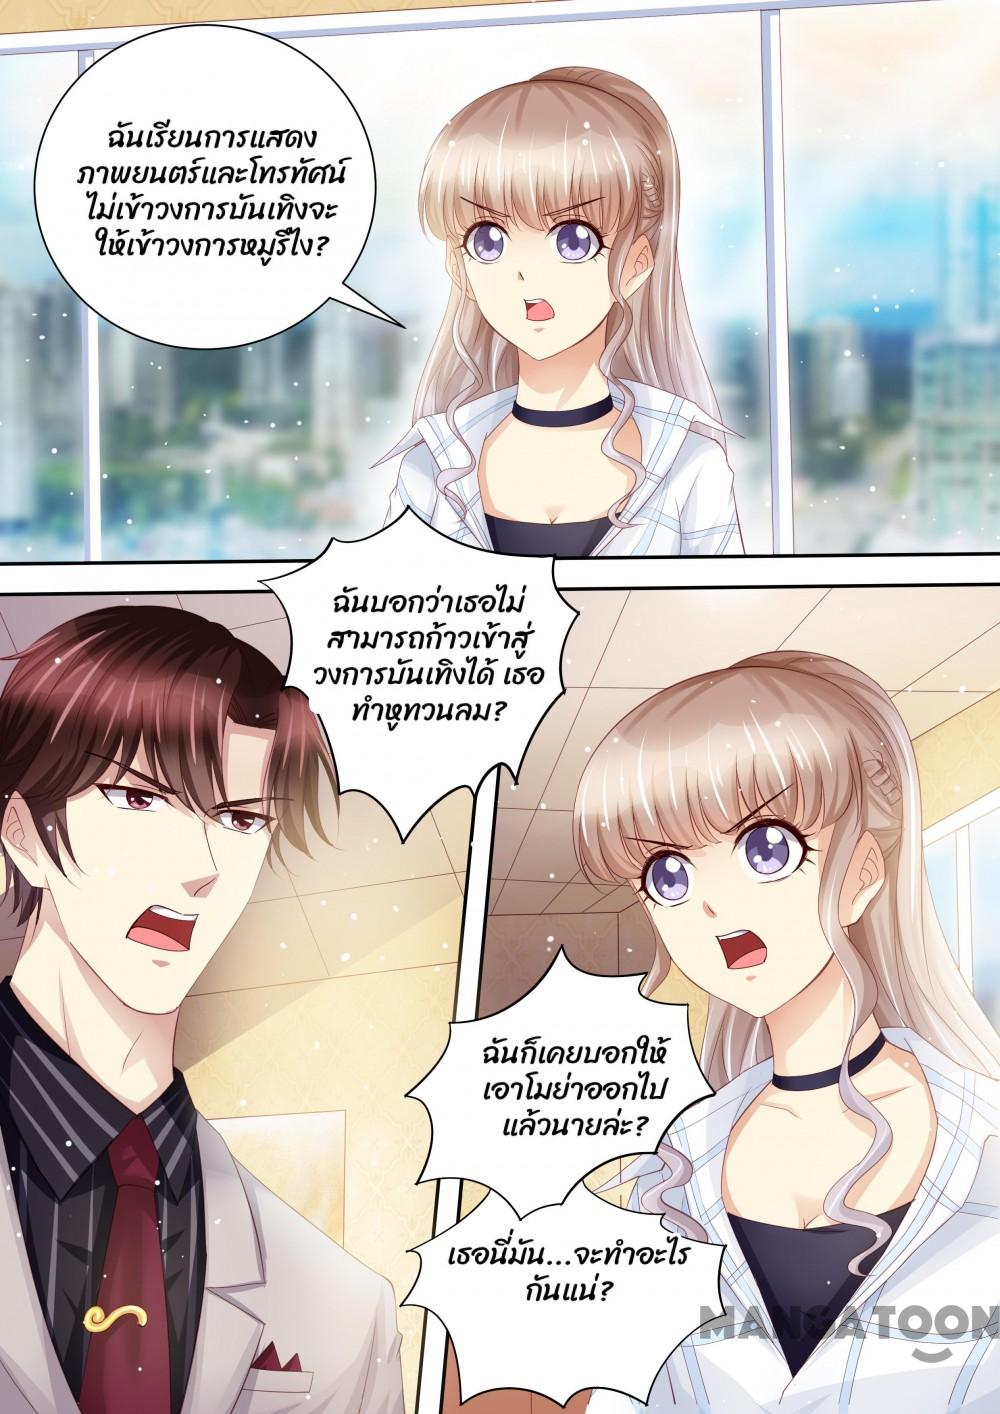 ฉันเรียนการแสดง
ภาพยนตร์และโทรทัศน์
ไม่เข้าวงการบันเทิงจะ
ให้เข้าวงการหมูรึไง?
ฉันบอกว่าเธอไม่
สามารถก้าวเข้าสู่
วงการบันเทิงได้ เธอ
ทำหูทวนลม?
ฉันก็เคยบอกให้
เอาโมย่าออกไป
แล้วนายล่ะ?
เธอนี่มัน...จะทำอะไร
กันแน่?
MANGATOON